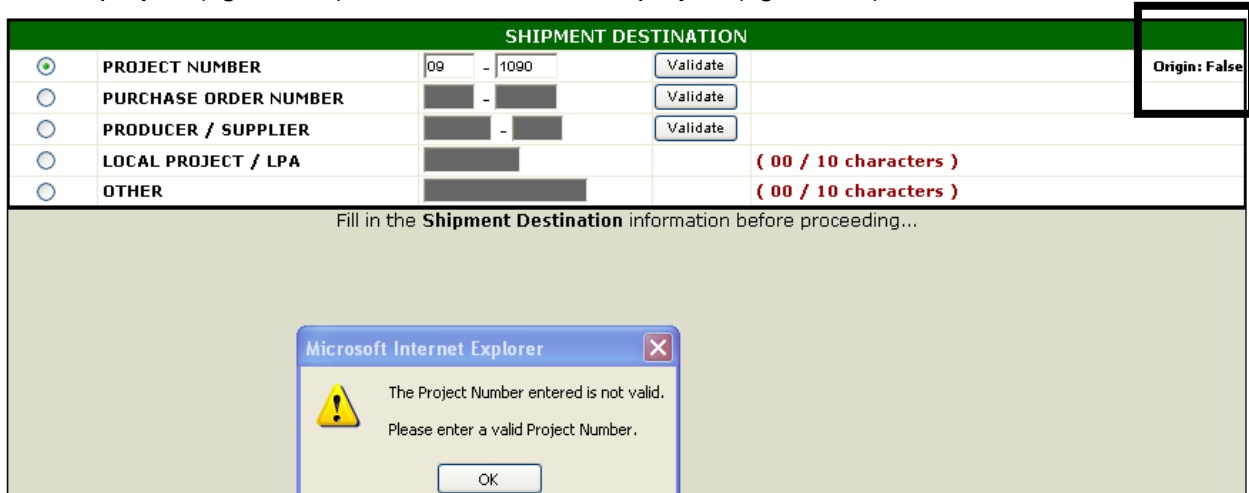 SHIPMENT DESTINATION
PROJECT NUMBER 09 - 1090 Validate Origin: False
PURCHASE ORDER NUMBER - Validate
PRODUCER / SUPPLIER - Validate
LOCAL PROJECT / LPA ( 00 / 10 characters )
OTHER ( 00 / 10 characters )
Fill in the Shipment Destination information before proceeding...
Microsoft Internet Explorer
The Project Number entered is not valid.
Please enter a valid Project Number.
OK